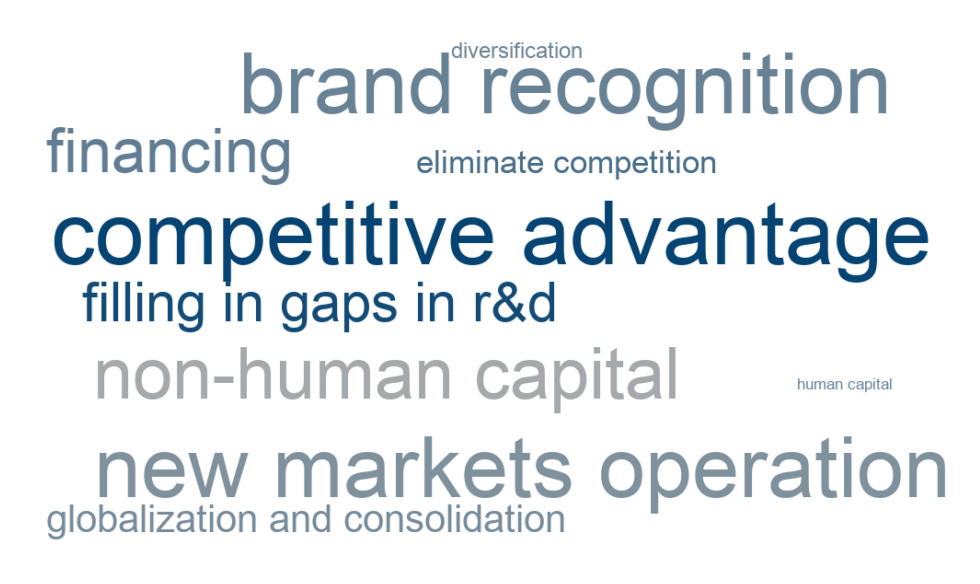 diversification
brand recognition
financing
eliminate competition
competitive advantage
filling in gaps in r&d
non-human capital
human capital
new markets operation
globalization and consolidation